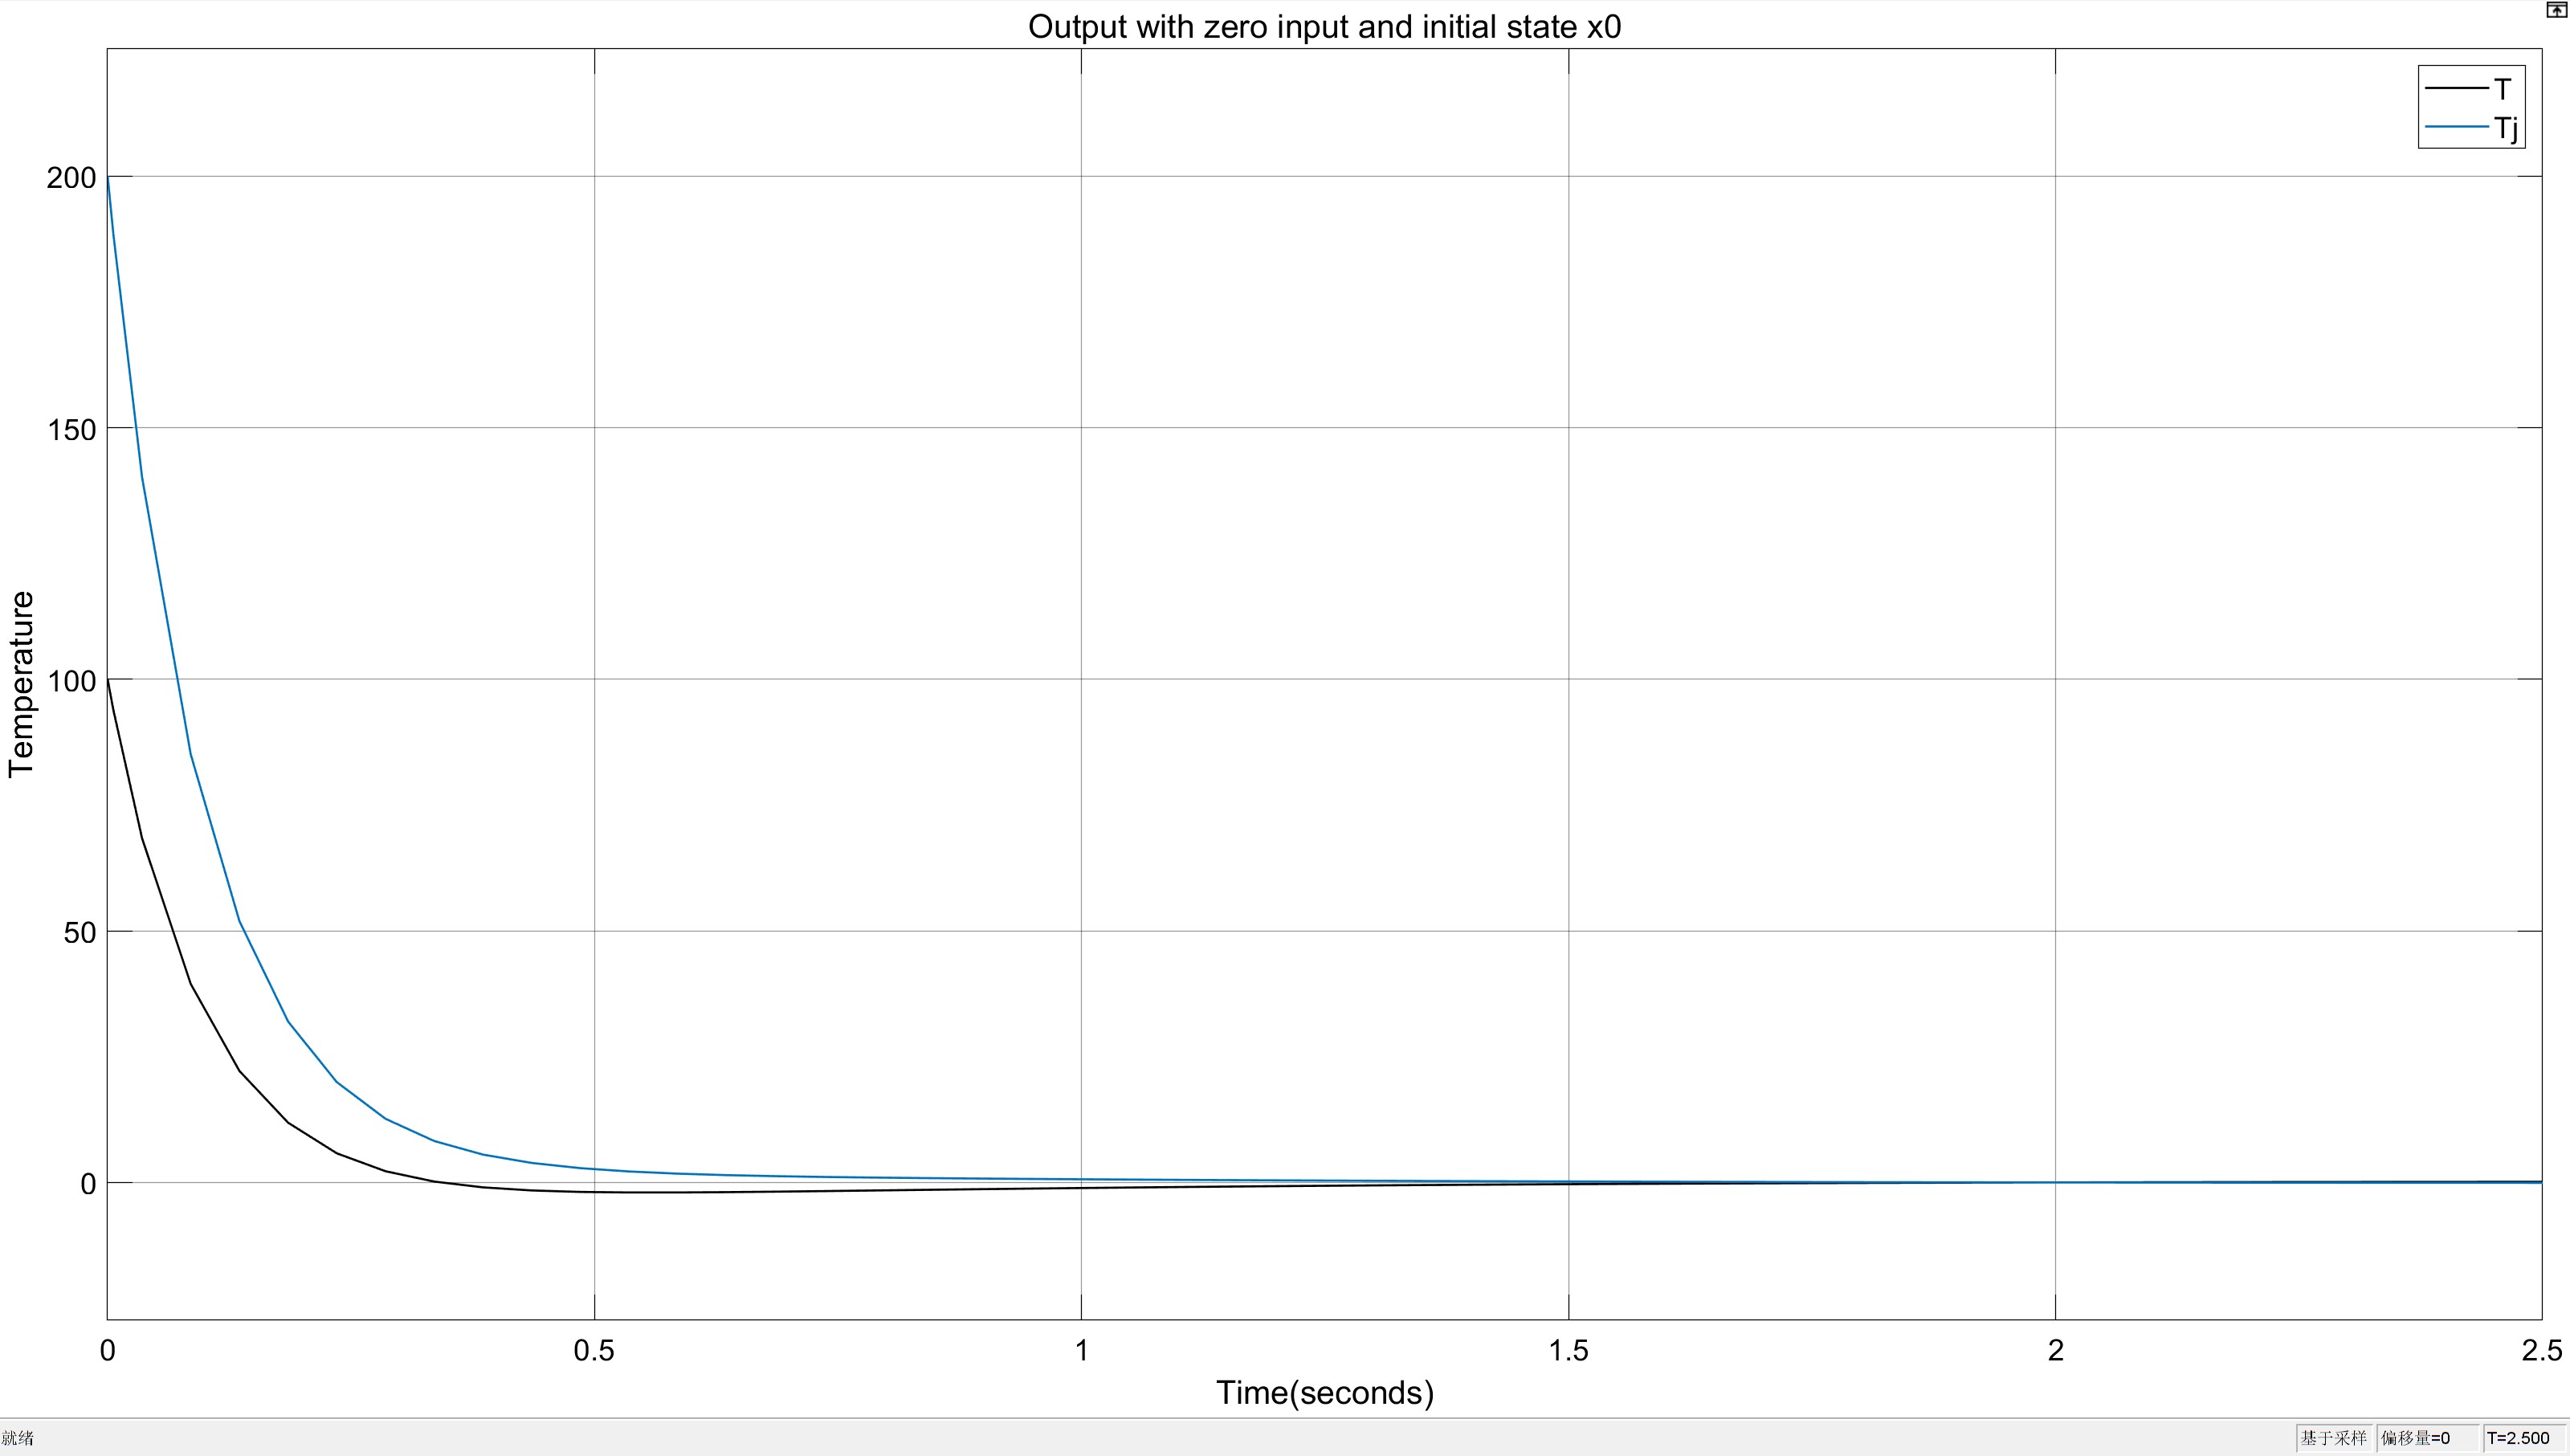 Output with zero input and initial state x0
T
Tj
200
150
100
50
0
Temperature
0 0.5 1 1.5 2 2.5
Time(seconds)
就绪 基于采样 偏移量=0 T=2.500